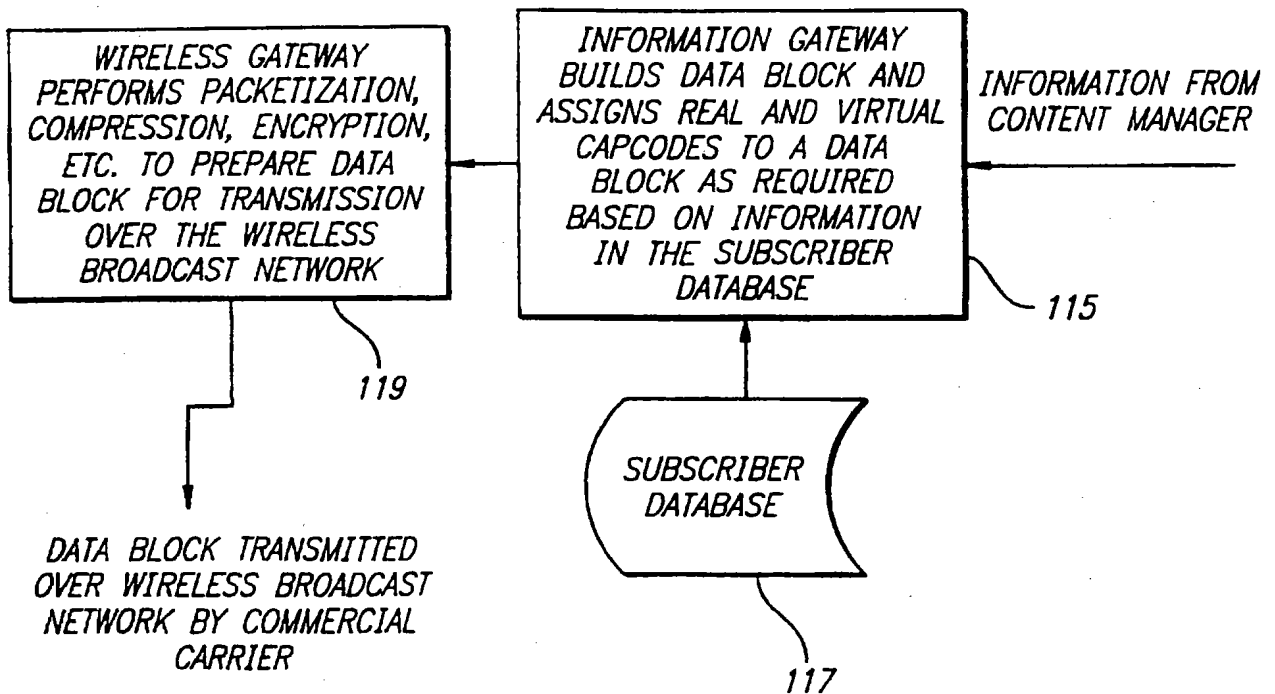 WIRELESS GATEWAY
PERFORMS PACKETIZATION,
COMPRESSION, ENCRYPTION,
ETC. TO PREPARE DATA
BLOCK FOR TRANSMISSION
OVER THE WIRELESS
BROADCAST NETWORK
119
INFORMATION GATEWAY
BUILDS DATA BLOCK AND
ASSIGNS REAL AND VIRTUAL
CAPCODES TO A DATA
BLOCK AS REQUIRED
BASED ON INFORMATION
IN THE SUBSCRIBER
DATABASE
115
INFORMATION FROM
CONTENT MANAGER
SUBSCRIBER
DATABASE
117
DATA BLOCK TRANSMITTED
OVER WIRELESS BROADCAST
NETWORK BY COMMERCIAL
CARRIER